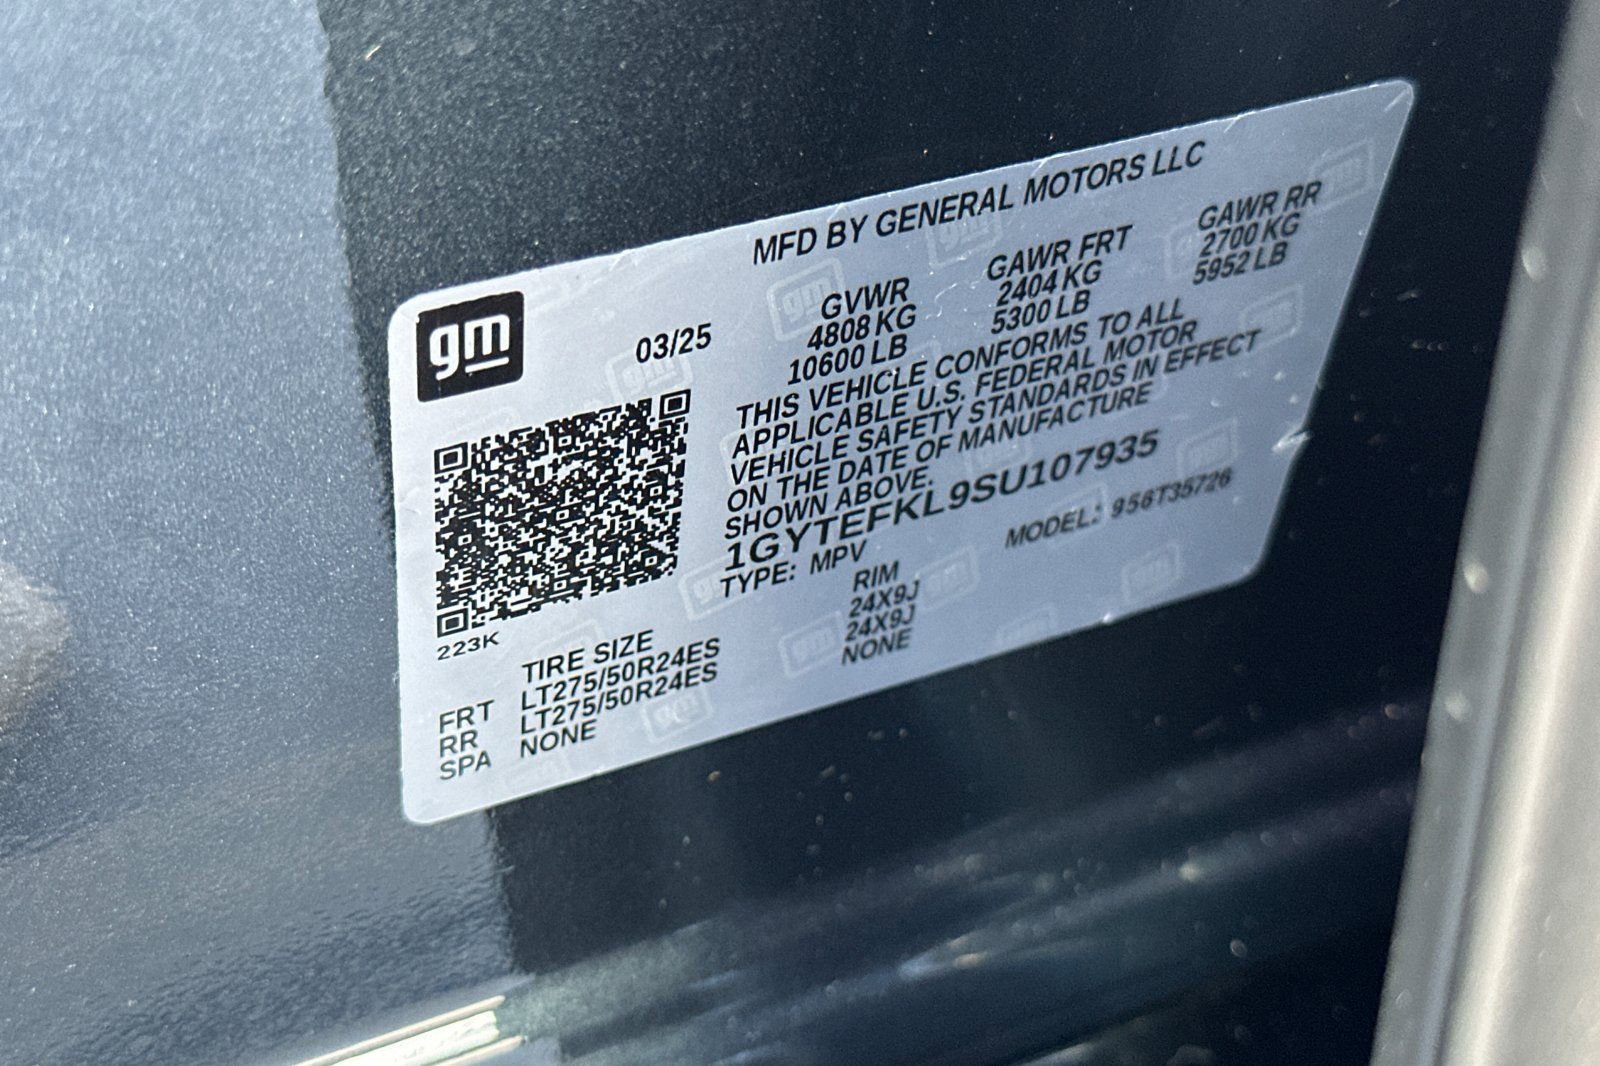 gm
MFD BY GENERAL MOTORS LLC
03/25
GVWR GAWR FRT GAWR RR
4808 KG 2404 KG 2700 KG
10600 LB 5300 LB 5952 LB
THIS VEHICLE CONFORMS TO ALL
APPLICABLE U.S. FEDERAL MOTOR
VEHICLE SAFETY STANDARDS IN EFFECT
ON THE DATE OF MANUFACTURE
SHOWN ABOVE.
1GYTEFKL9SU107935
TYPE: MPV MODEL: 956T35726
223K
TIRE SIZE RIM
FRT LT275/50R24ES 24X9J
RR LT275/50R24ES 24X9J
SPA NONE NONE